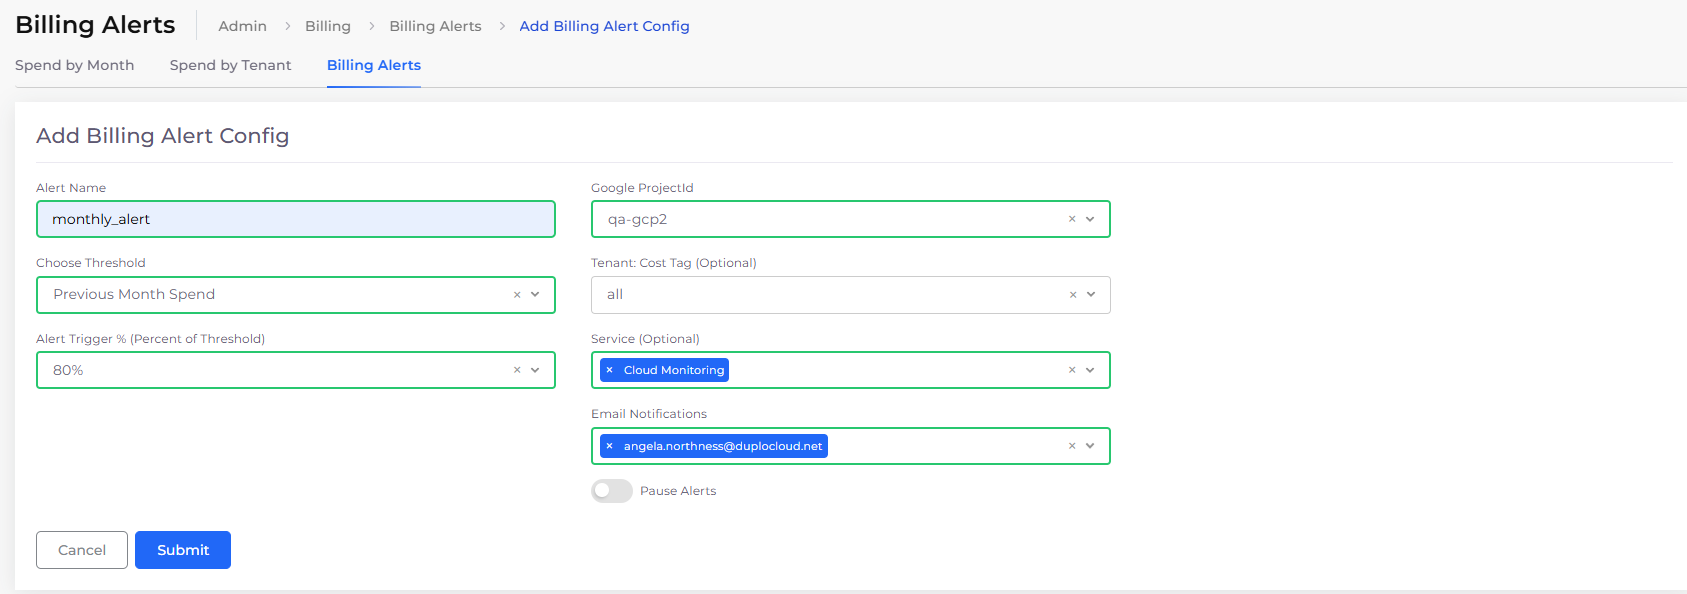 Billing Alerts
Admin > Billing > Billing Alerts > Add Billing Alert Config
Spend by Month
Spend by Tenant
Billing Alerts
Add Billing Alert Config
Alert Name
monthly_alert
Google ProjectId
qa-gcp2
Choose Threshold
Previous Month Spend
Tenant: Cost Tag (Optional)
all
Alert Trigger % (Percent of Threshold)
80%
Service (Optional)
× Cloud Monitoring
Email Notifications
× angela.northness@duplocloud.net
Pause Alerts
Cancel
Submit